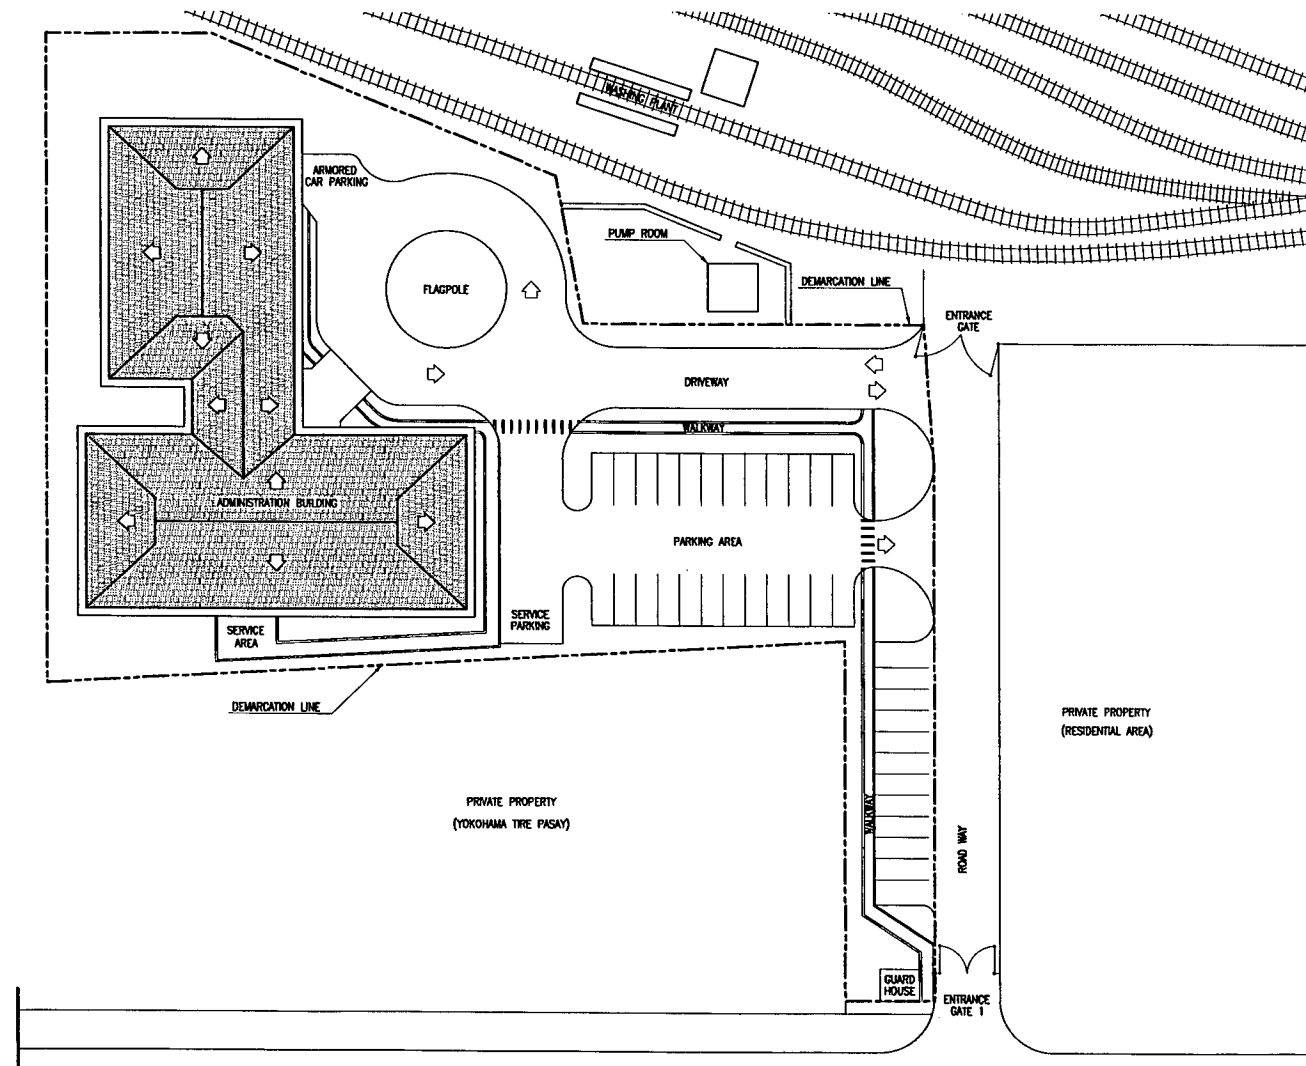 WASHING PLANT
ARMORED
CAR PARKING
PUMP ROOM
FLAGPOLE
DEMARCATION LINE
ENTRANCE
GATE
DRIVEWAY
WALKWAY
ADMINISTRATION BUILDING
PARKING AREA
SERVICE
PARKING
SERVICE
AREA
DEMARCATION LINE
PRIVATE PROPERTY
(RESIDENTIAL AREA)
PRIVATE PROPERTY
(YOKOHAMA TIRE PASAY)
WALKWAY
ROAD WAY
GUARD
HOUSE
ENTRANCE
GATE 1